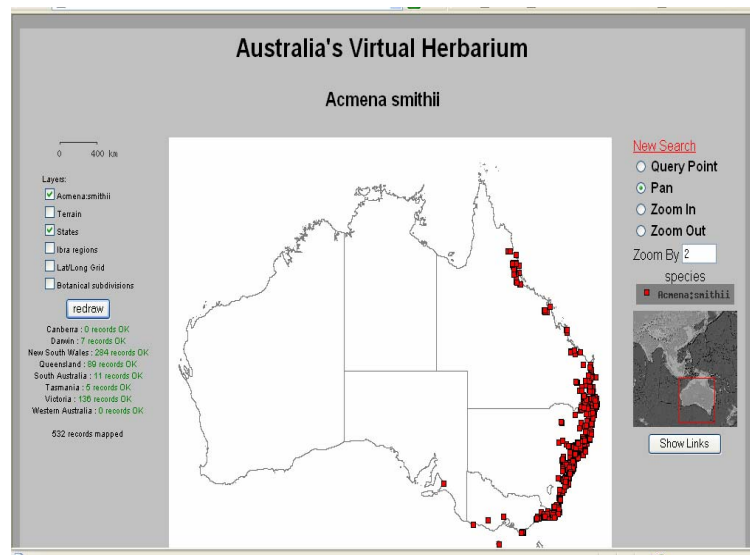 Australia's Virtual Herbarium
Acmena smithii
0 400 km
Layers:
Acmena:smithii
Terrain
States
Ibra regions
Lat/Long Grid
Botanical subdivisions
redraw
Canberra : 0 records OK
Darwin : 7 records OK
New South Wales : 284 records OK
Queensland : 89 records OK
South Australia : 11 records OK
Tasmania : 5 records OK
Victoria : 136 records OK
Western Australia : 0 records OK
532 records mapped
New Search
Query Point
Pan
Zoom In
Zoom Out
Zoom By 2
species
Acmena:smithii
Show Links